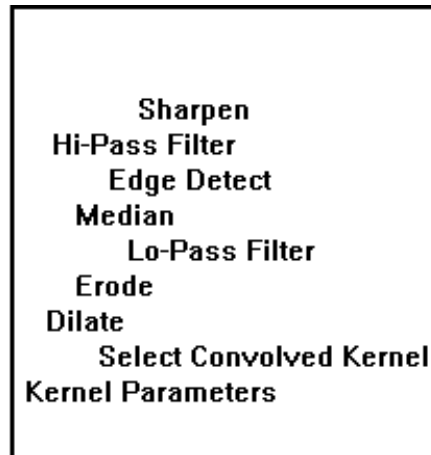 Sharpen
Hi-Pass Filter
Edge Detect
Median
Lo-Pass Filter
Erode
Dilate
Select Convolved Kernel
Kernel Parameters